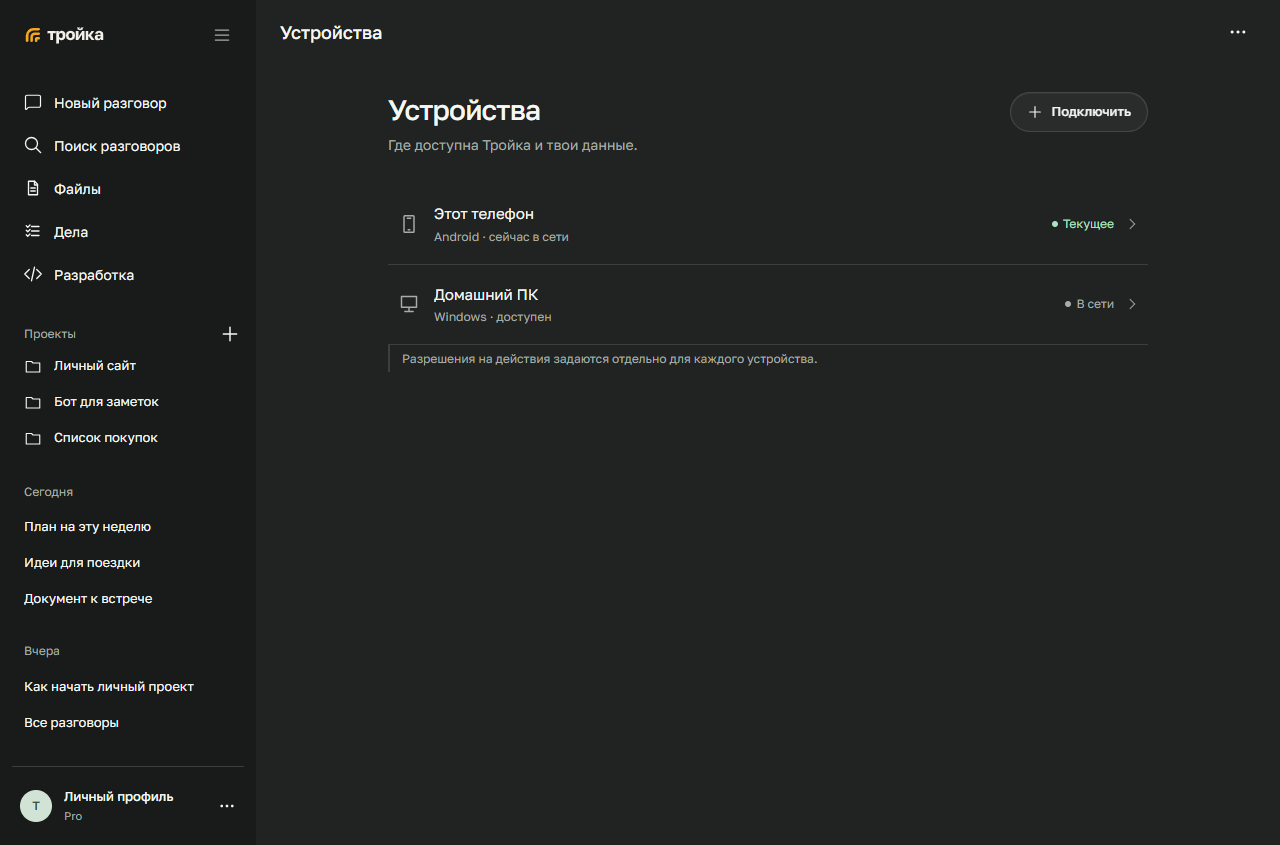 тройка
Новый разговор
Поиск разговоров
Файлы
Дела
Разработка
Проекты
Личный сайт
Бот для заметок
Список покупок
Сегодня
План на эту неделю
Идеи для поездки
Документ к встрече
Вчера
Как начать личный проект
Все разговоры
Т
Личный профиль
Pro
Устройства
Устройства
Подключить
Где доступна Тройка и твои данные.
Этот телефон
Android · сейчас в сети
Текущее
Домашний ПК
Windows · доступен
В сети
Разрешения на действия задаются отдельно для каждого устройства.